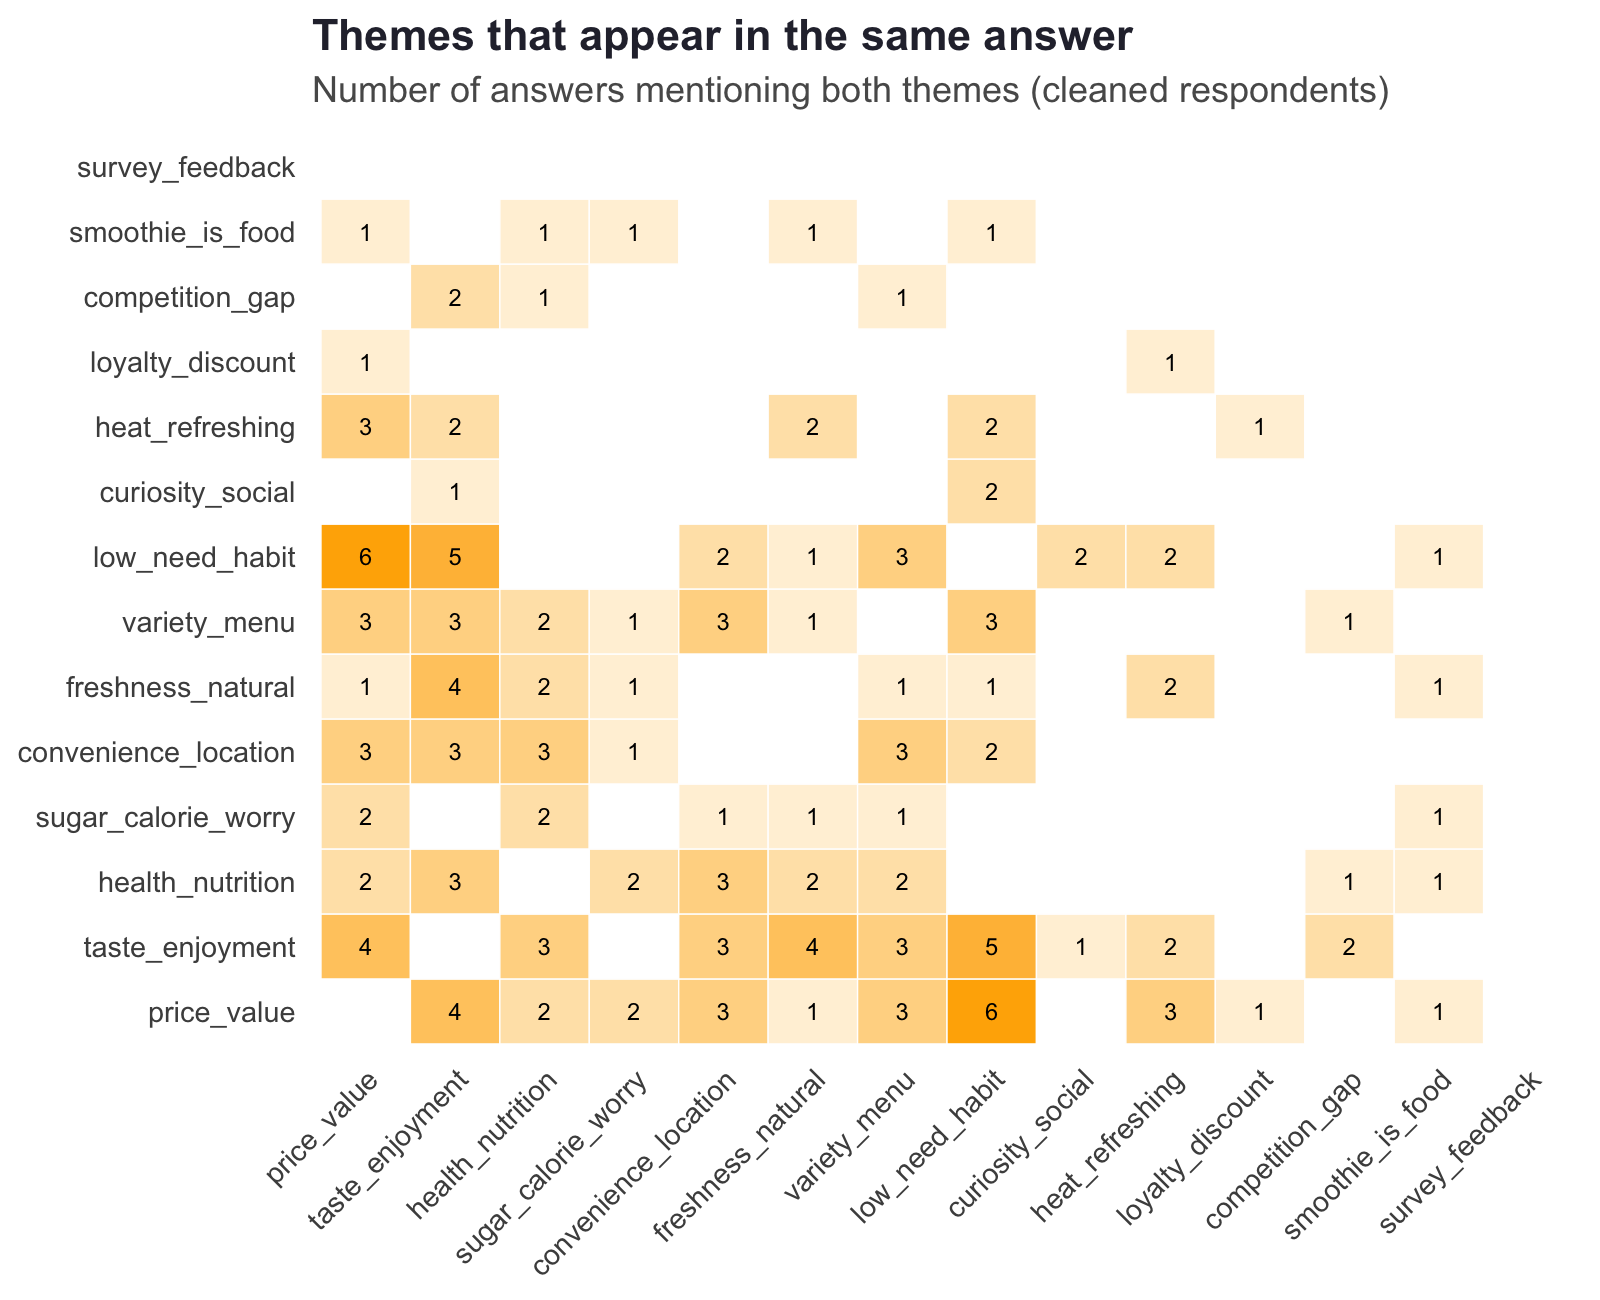 Themes that appear in the same answer
Number of answers mentioning both themes (cleaned respondents)
survey_feedback
smoothie_is_food 1 1 1 1 1
competition_gap 2 1 1
loyalty_discount 1 1
heat_refreshing 3 2 2 2 1
curiosity_social 1 2
low_need_habit 6 5 2 1 3 2 2 1
variety_menu 3 3 2 1 3 1 3 1
freshness_natural 1 4 2 1 1 1 2 1
convenience_location 3 3 3 1 3 2
sugar_calorie_worry 2 2 1 1 1 1
health_nutrition 2 3 2 3 2 2 1 1
taste_enjoyment 4 3 3 4 3 5 1 2 2
price_value 4 2 2 3 1 3 6 3 1 1
price_value
taste_enjoyment
health_nutrition
sugar_calorie_worry
convenience_location
freshness_natural
variety_menu
low_need_habit
curiosity_social
heat_refreshing
loyalty_discount
competition_gap
smoothie_is_food
survey_feedback